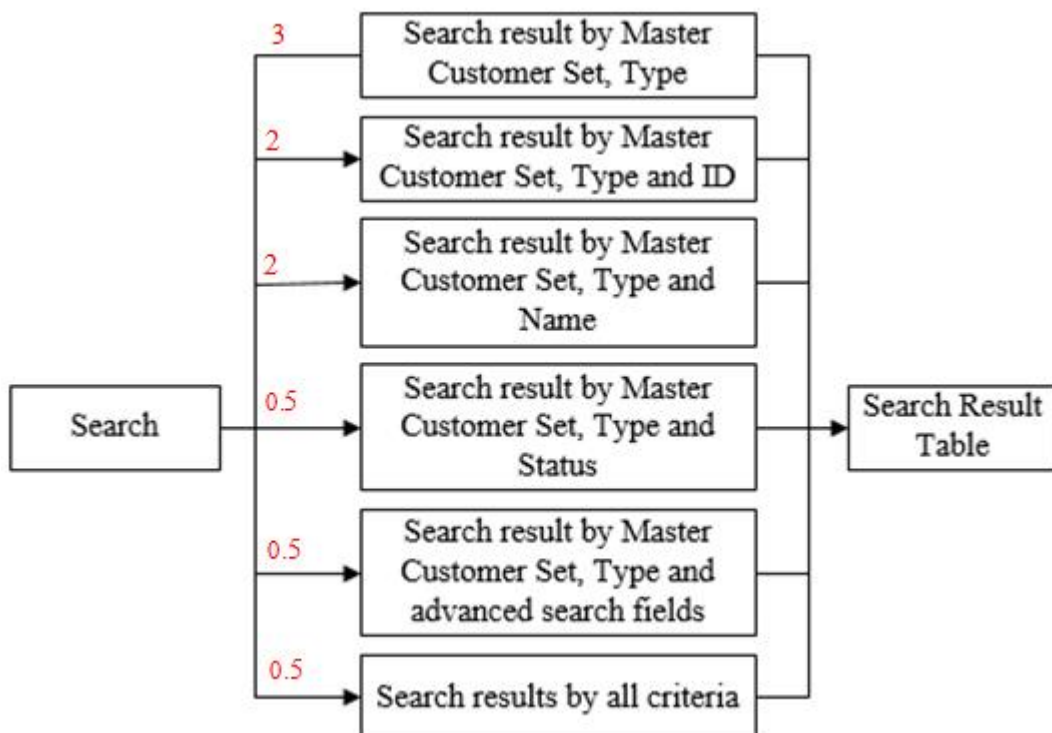 3
Search result by Master
Customer Set, Type
2
Search result by Master
Customer Set, Type and ID
2
Search result by Master
Customer Set, Type and
Name
Search
0.5
Search result by Master
Customer Set, Type and
Status
Search Result
Table
0.5
Search result by Master
Customer Set, Type and
advanced search fields
0.5
Search results by all criteria